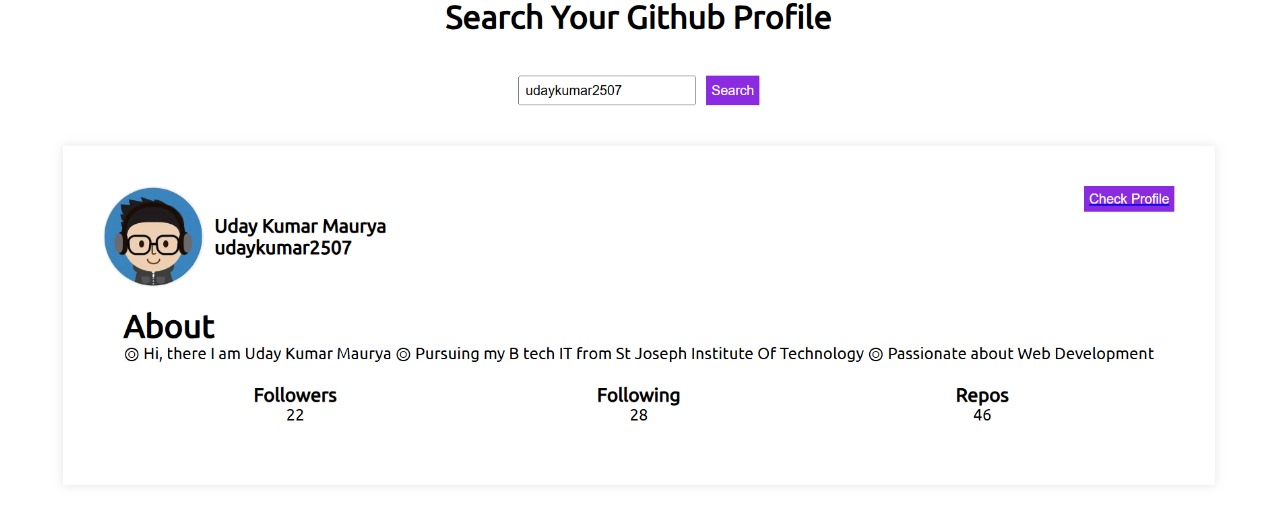 Search Your Github Profile
udaykumar2507 Search
Check Profile
Uday Kumar Maurya
udaykumar2507
About
◎ Hi, there I am Uday Kumar Maurya ◎ Pursuing my B tech IT from St Joseph Institute Of Technology ◎ Passionate about Web Development
Followers Following Repos
22 28 46